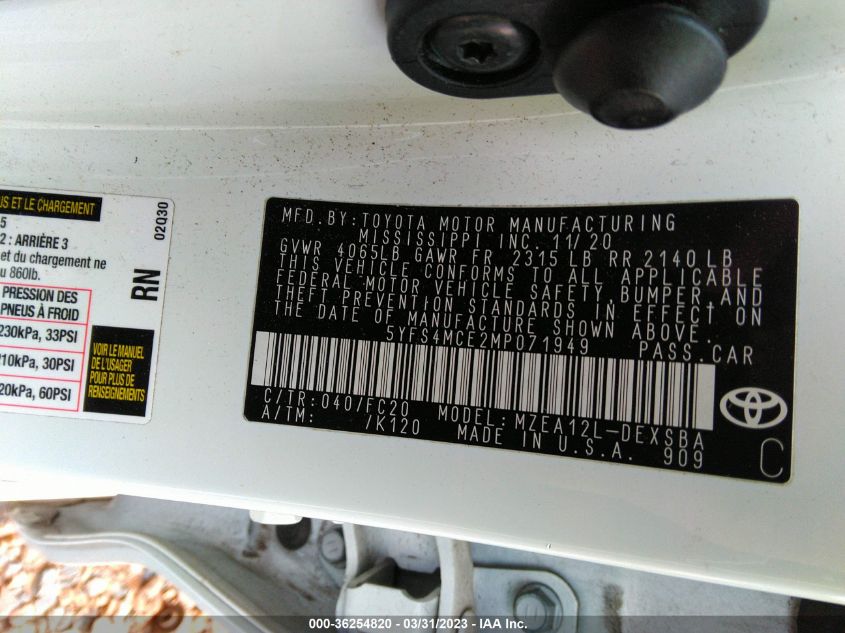 US ET LE CHARGEMENT
5
2 : ARRIÈRE 3
et du chargement ne
u 860lb.
PRESSION DES
PNEUS À FROID
230kPa, 33PSI
210kPa, 30PSI
20kPa, 60PSI
VOIR LE MANUEL
DE L'USAGER
POUR PLUS DE
RENSEIGNEMENTS
RN
02Q30
MFD. BY: TOYOTA MOTOR MANUFACTURING
MISSISSIPPI INC. 11/20
GVWR 4065LB GAWR FR 2315 LB RR 2140 LB
THIS VEHICLE CONFORMS TO ALL APPLICABLE
FEDERAL MOTOR VEHICLE SAFETY, BUMPER, AND
THEFT PREVENTION STANDARDS IN EFFECT ON
THE DATE OF MANUFACTURE SHOWN ABOVE.
5YFS4MCE2MP071949 PASS. CAR
C/TR: 040/FC20 MODEL: MZEA12L-DEXSBA
A/TM: /K120 MADE IN U.S.A. 909
C
000-36254820 - 03/31/2023 - IAA Inc.